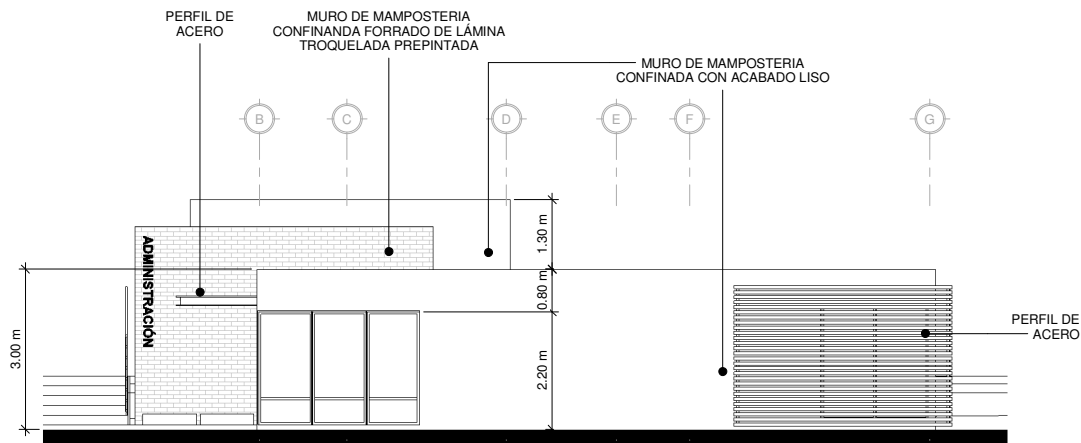 PERFIL DE
ACERO
MURO DE MAMPOSTERIA
CONFINANDA FORRADO DE LÁMINA
TROQUELADA PREPINTADA
MURO DE MAMPOSTERIA
CONFINADA CON ACABADO LISO
B
C
D
E
F
G
1.30 m
0.80 m
2.20 m
3.00 m
ADMINISTRACIÓN
PERFIL DE
ACERO